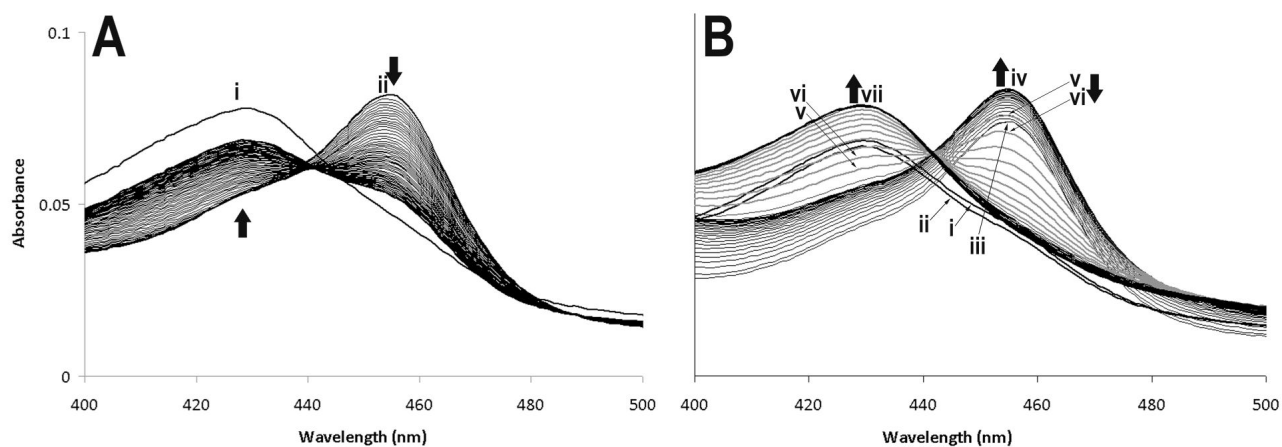 A
B
0.1
i
ii
iv
v
vi
vi
vii
v
0.05
Absorbance
ii
i
iii
0
400
420
440
460
480
500
400
420
440
460
480
500
Wavelength (nm)
Wavelength (nm)